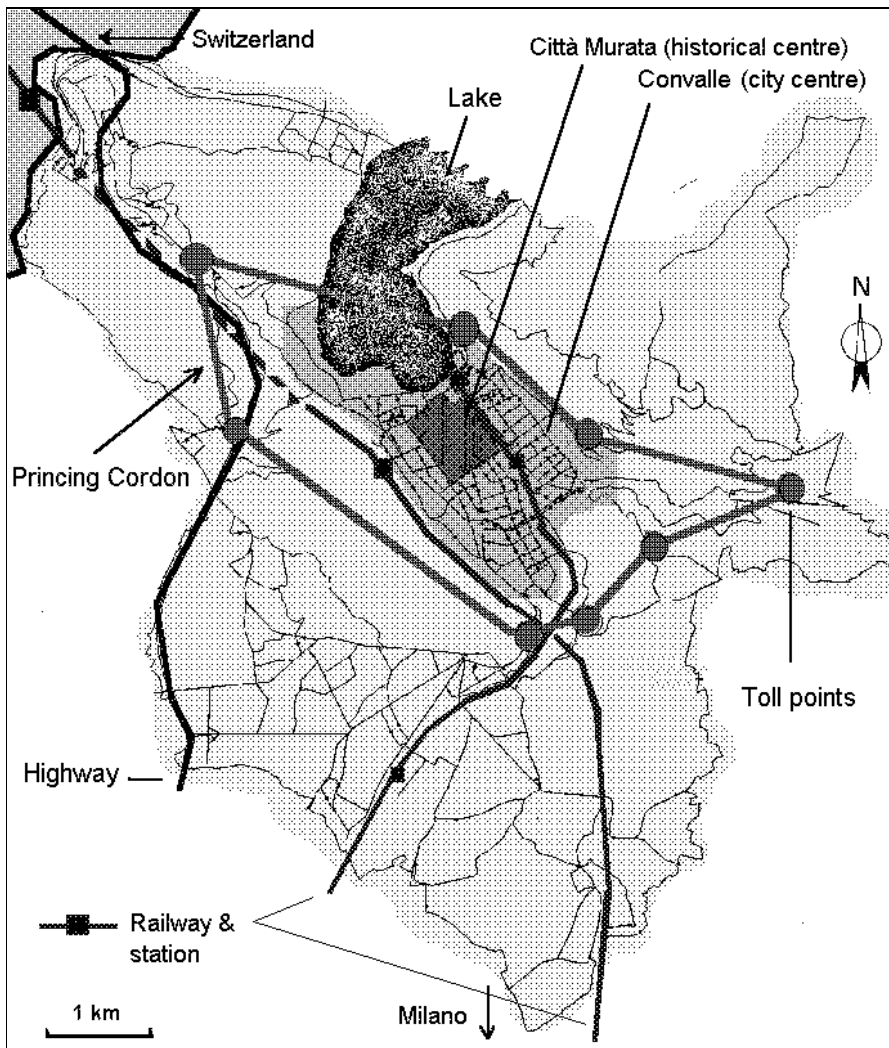 Switzerland
Città Murata (historical centre)
Convalle (city centre)
Lake
N
Princing Cordon
Toll points
Highway
Railway &
station
1 km
Milano